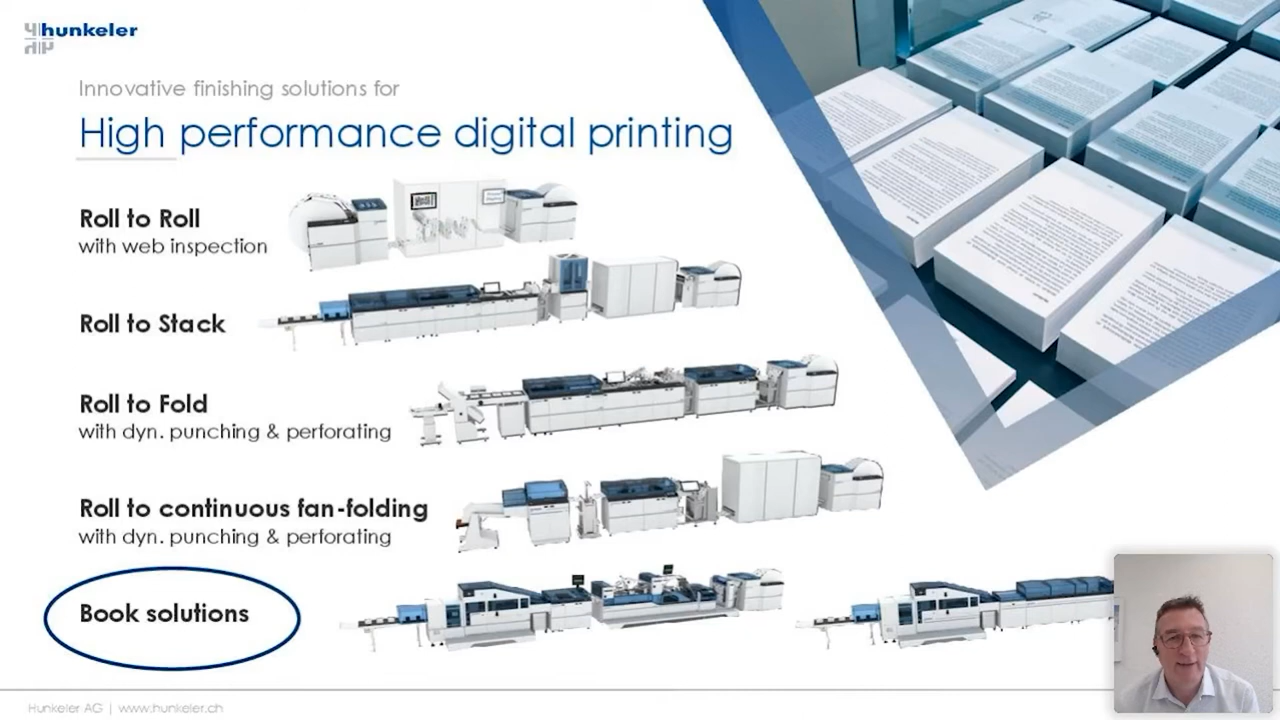 hunkeler
Innovative finishing solutions for
High performance digital printing
Roll to Roll
with web inspection
Roll to Stack
Roll to Fold
with dyn. punching & perforating
Roll to continuous fan-folding
with dyn. punching & perforating
Book solutions
Hunkeler AG | www.hunkeler.ch